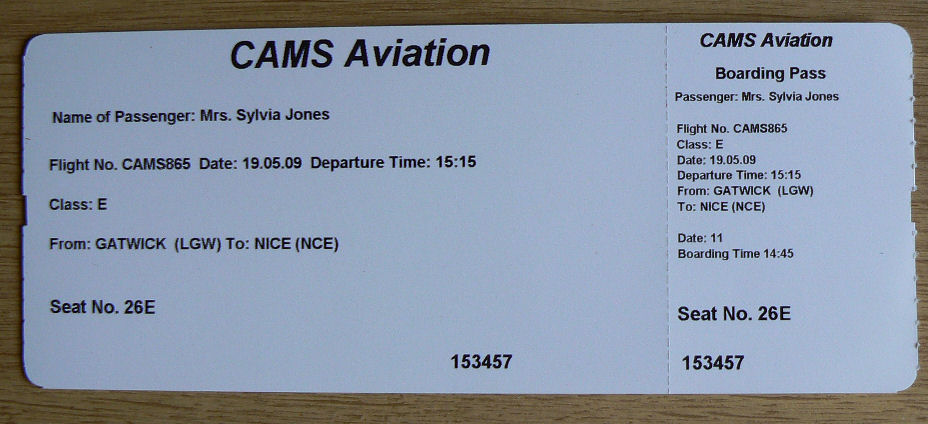 CAMS Aviation
Name of Passenger: Mrs. Sylvia Jones
Flight No. CAMS865 Date: 19.05.09 Departure Time: 15:15
Class: E
From: GATWICK (LGW) To: NICE (NCE)
Seat No. 26E
153457
CAMS Aviation
Boarding Pass
Passenger: Mrs. Sylvia Jones
Flight No. CAMS865
Class: E
Date: 19.05.09
Departure Time: 15:15
From: GATWICK (LGW)
To: NICE (NCE)
Date: 11
Boarding Time 14:45
Seat No. 26E
153457